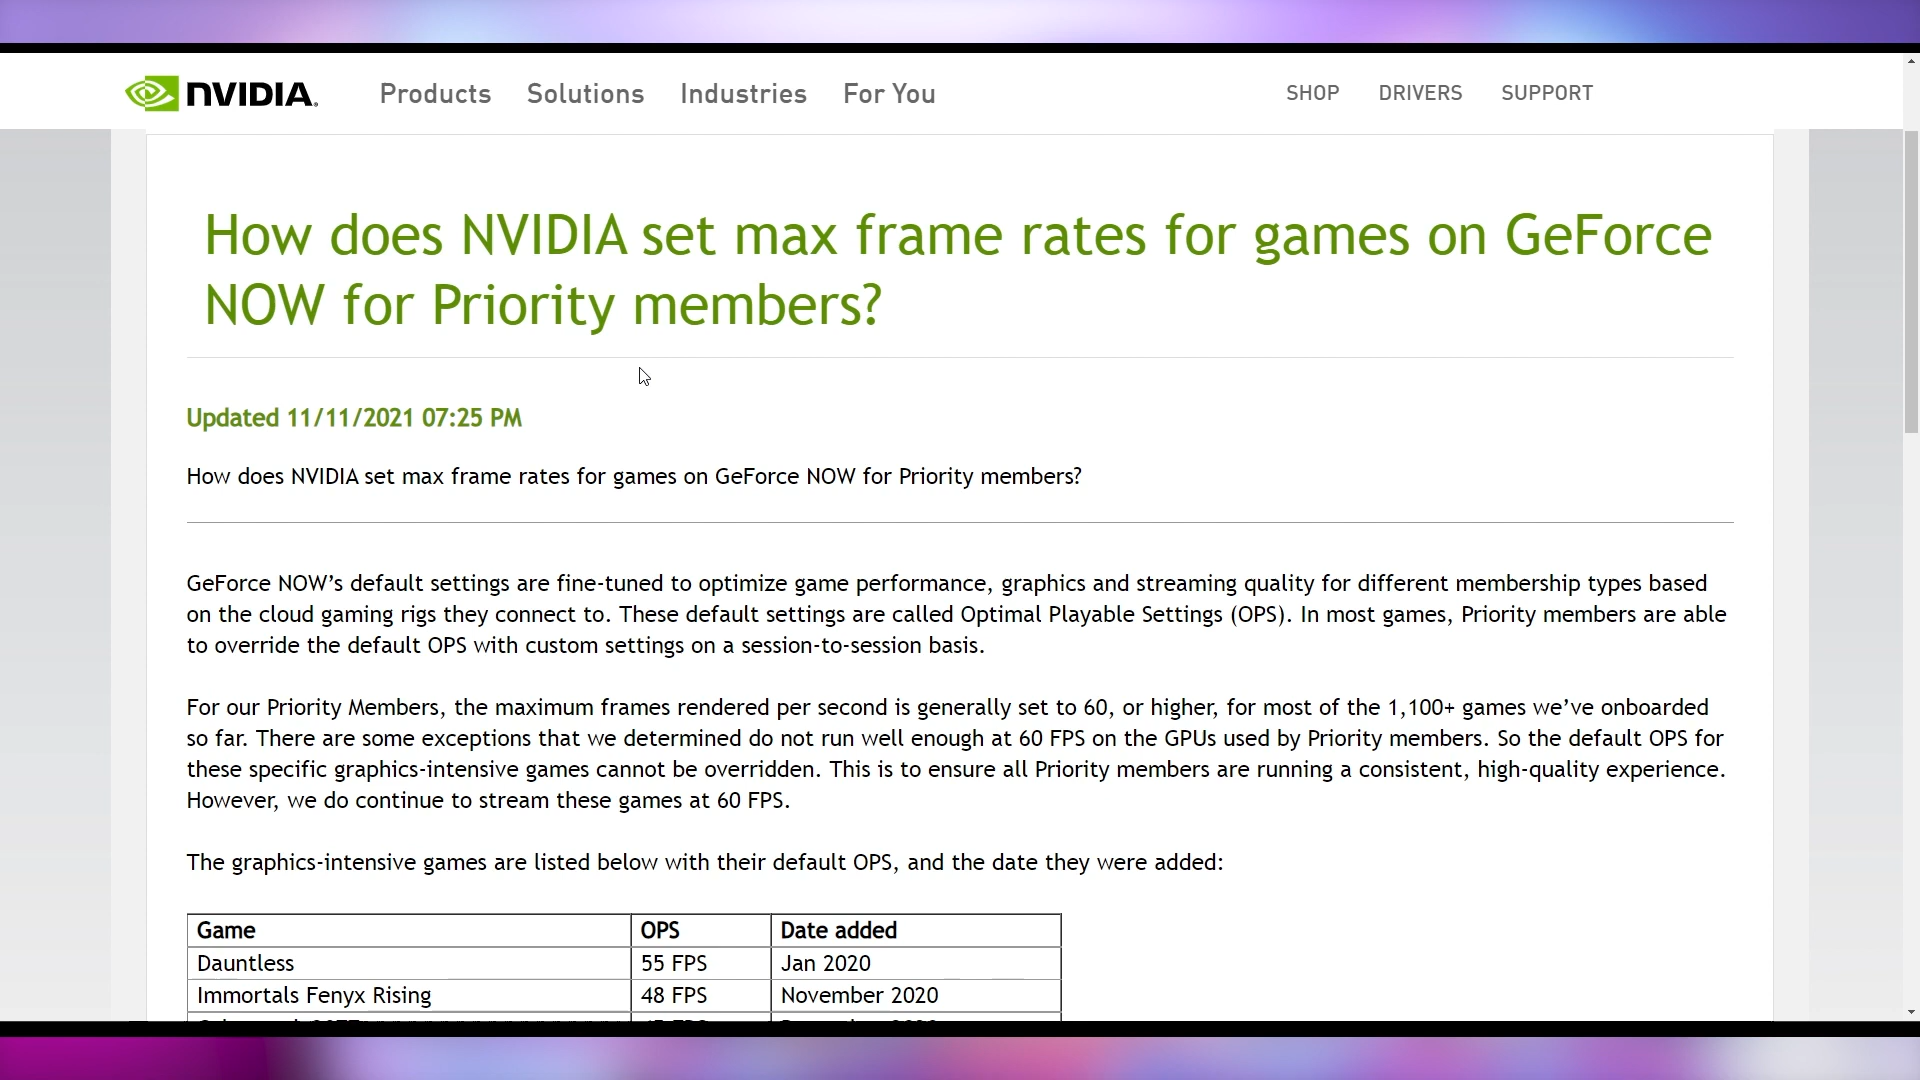 NVIDIA.
Products
Solutions
Industries
For You
SHOP
DRIVERS
SUPPORT
How does NVIDIA set max frame rates for games on GeForce
NOW for Priority members?
Updated 11/11/2021 07:25 PM
How does NVIDIA set max frame rates for games on GeForce NOW for Priority members?
GeForce NOW’s default settings are fine-tuned to optimize game performance, graphics and streaming quality for different membership types based
on the cloud gaming rigs they connect to. These default settings are called Optimal Playable Settings (OPS). In most games, Priority members are able
to override the default OPS with custom settings on a session-to-session basis.
For our Priority Members, the maximum frames rendered per second is generally set to 60, or higher, for most of the 1,100+ games we’ve onboarded
so far. There are some exceptions that we determined do not run well enough at 60 FPS on the GPUs used by Priority members. So the default OPS for
these specific graphics-intensive games cannot be overridden. This is to ensure all Priority members are running a consistent, high-quality experience.
However, we do continue to stream these games at 60 FPS.
The graphics-intensive games are listed below with their default OPS, and the date they were added:
Game OPS Date added
Dauntless 55 FPS Jan 2020
Immortals Fenyx Rising 48 FPS November 2020